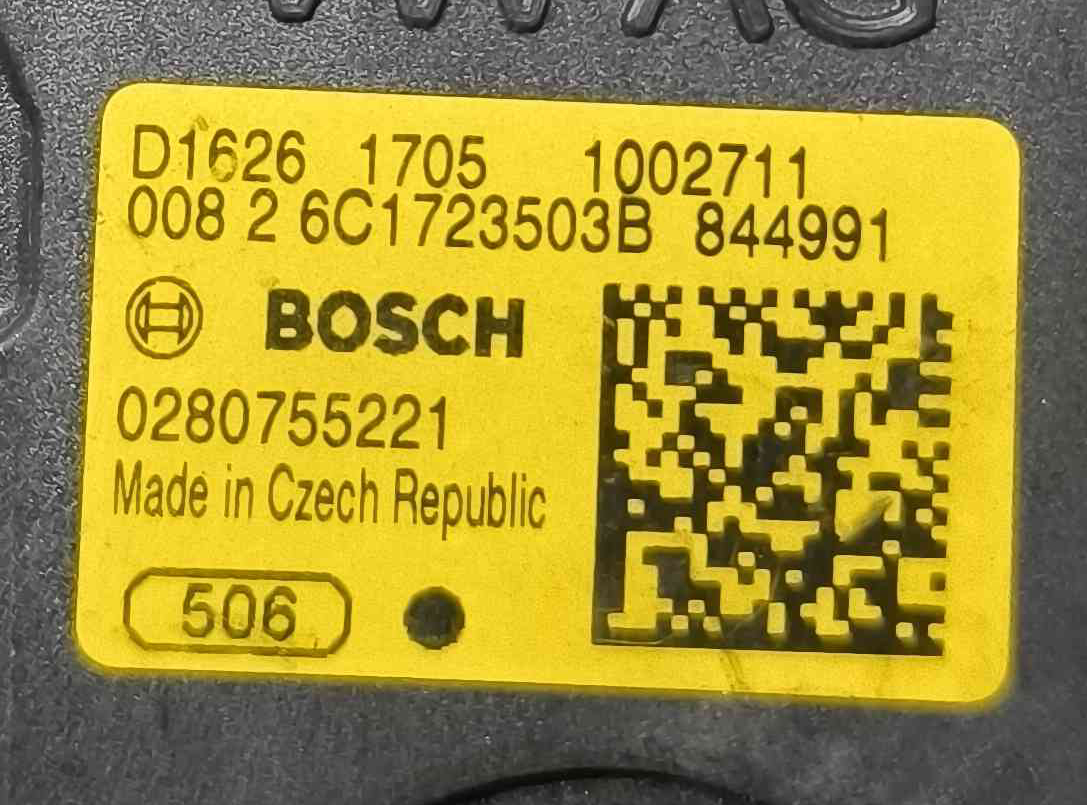 D1626 1705 1002711
008 2 6C1723503B 844991
BOSCH
0280755221
Made in Czech Republic
506